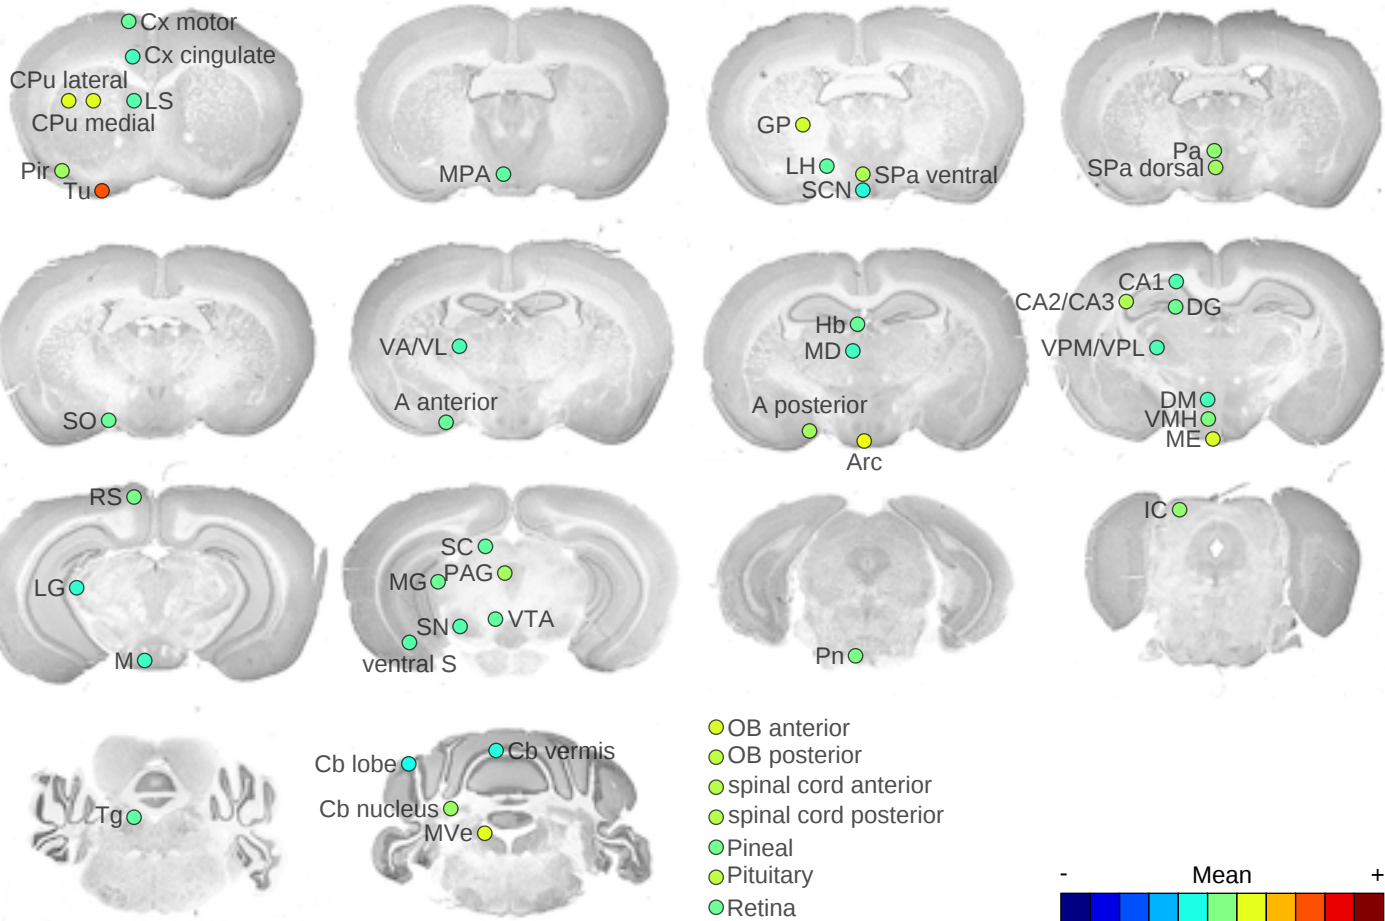 Cx motor
Cx cingulate
CPu lateral
LS
CPu medial
Pir
Tu
MPA
GP
LH
SPa ventral
SCN
Pa
SPa dorsal
SO
VA/VL
A anterior
Hb
MD
A posterior
Arc
CA1
CA2/CA3
DG
VPM/VPL
DM
VMH
ME
RS
LG
M
SC
MG
PAG
SN
VTA
ventral S
Pn
IC
Tg
Cb lobe
Cb vermis
Cb nucleus
MVe
OB anterior
OB posterior
spinal cord anterior
spinal cord posterior
Pineal
Pituitary
Retina
- Mean +